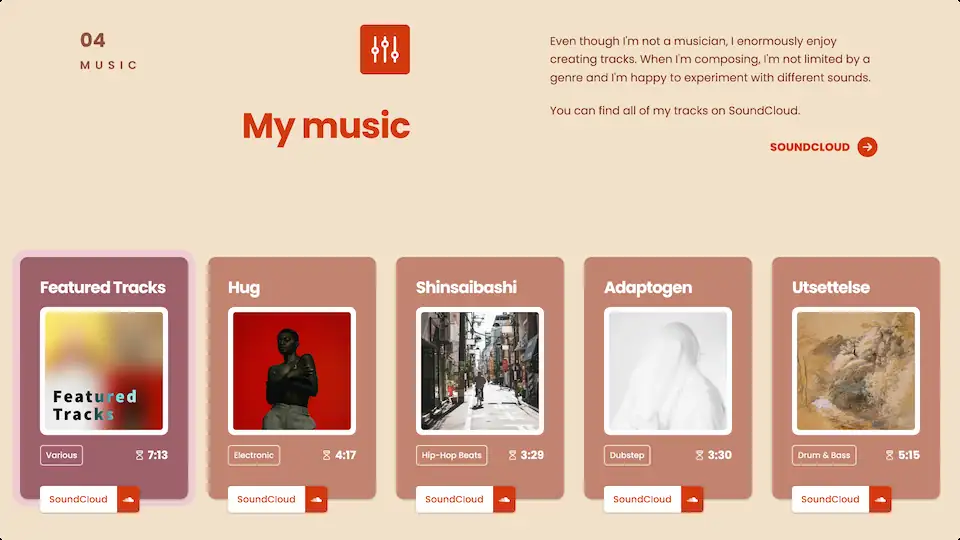 04
MUSIC
My music
Even though I'm not a musician, I enormously enjoy
creating tracks. When I'm composing, I'm not limited by a
genre and I'm happy to experiment with different sounds.
You can find all of my tracks on SoundCloud.
SOUNDCLOUD
Featured Tracks
Featured
Tracks
Various
7:13
SoundCloud
Hug
Electronic
4:17
SoundCloud
Shinsaibashi
Hip-Hop Beats
3:29
SoundCloud
Adaptogen
Dubstep
3:30
SoundCloud
Utsettelse
Drum & Bass
5:15
SoundCloud